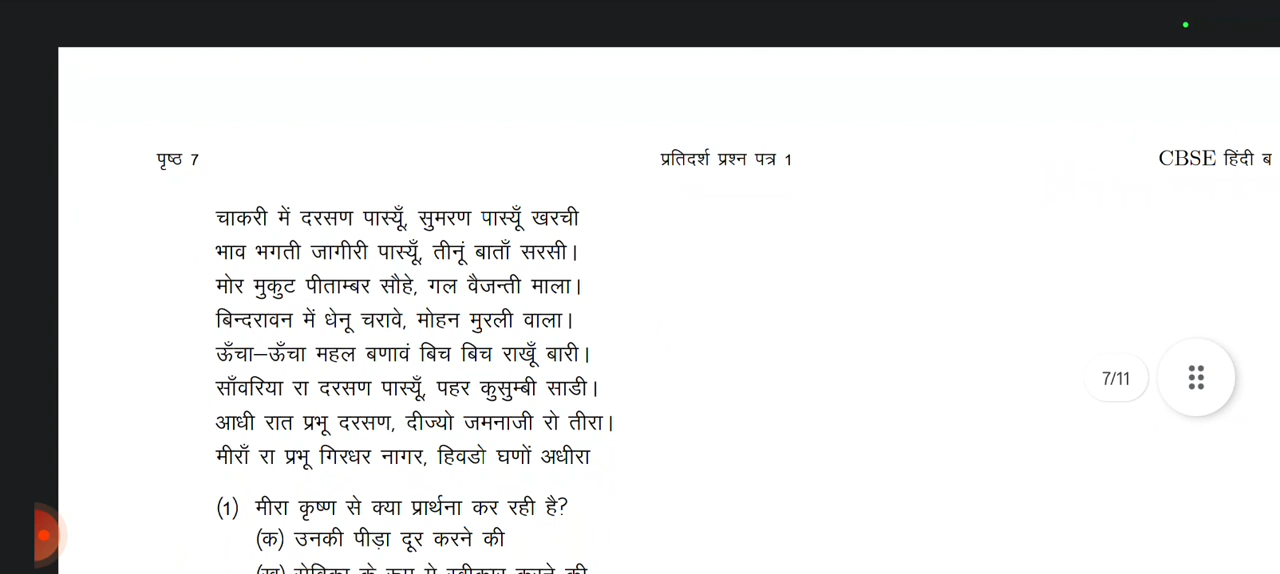 पृष्ठ 7 प्रतिदर्श प्रश्न पत्र 1 CBSE हिंदी ब
चाकरी में दरसण पास्यूँ, सुमरण पास्यूँ खरची
भाव भगती जागीरी पास्यूँ, तीनूं बाताँ सरसी।
मोर मुकुट पीताम्बर सौहे, गल वैजन्ती माला।
बिन्दरावन में धेनू चरावे, मोहन मुरली वाला।
ऊँचा–ऊँचा महल बणावं बिच बिच राखूँ बारी।
साँवरिया रा दरसण पास्यूँ, पहर कुसुम्बी साडी।
आधी रात प्रभू दरसण, दीज्यो जमनाजी रो तीरा।
मीराँ रा प्रभू गिरधर नागर, हिवडो घणों अधीरा
7/11
(1) मीरा कृष्ण से क्या प्रार्थना कर रही है?
(क) उनकी पीड़ा दूर करने की
(ख) सेविका के रूप मे स्वीकार करने की